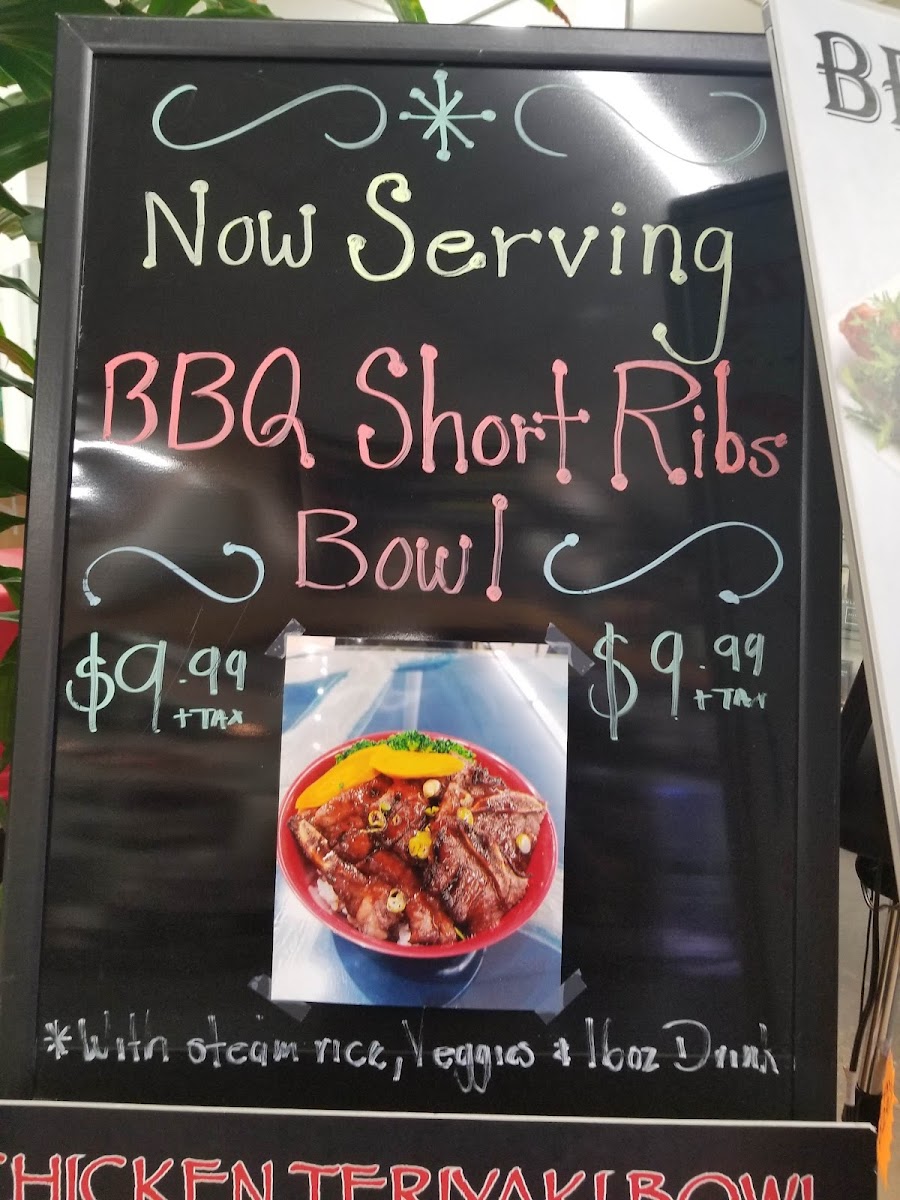 Now Serving
BBQ Short Ribs
Bowl
$9.99
+TAX
$9.99
+TAX
*With steam rice, Veggies & 16oz Drink
CHICKEN TERIYAKI BOWL